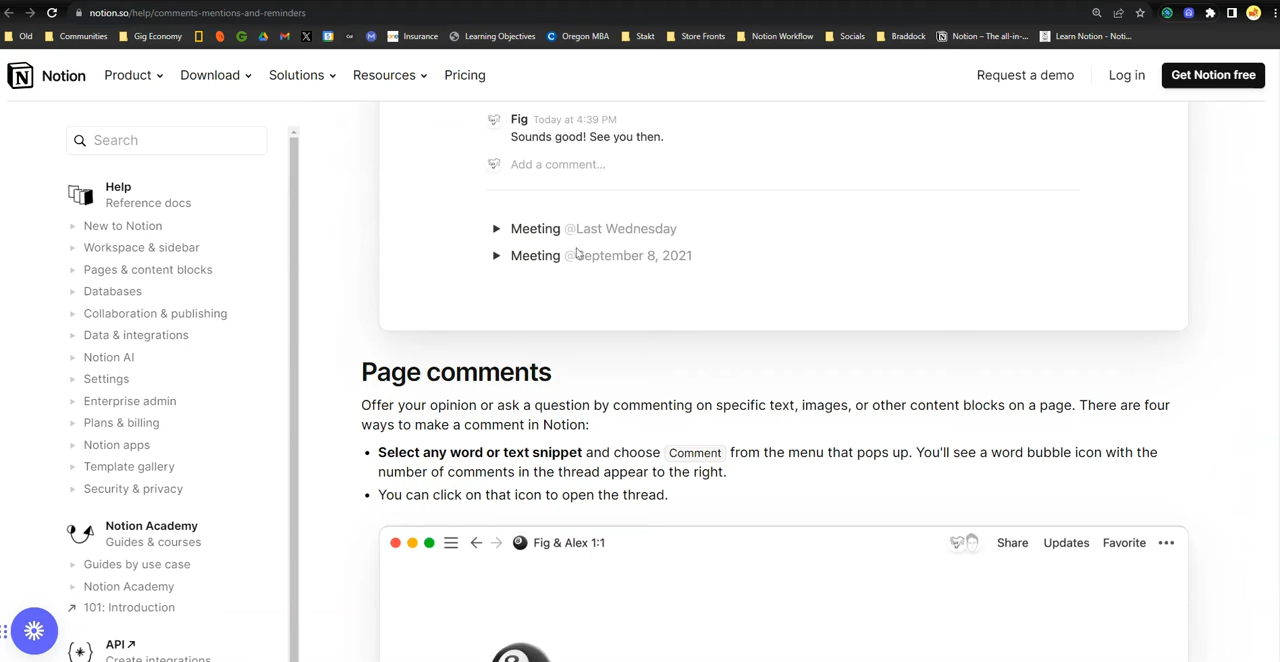 notion.so/help/comments-mentions-and-reminders
Old
Communities
Gig Economy
Insurance
Learning Objectives
Oregon MBA
Stakt
Store Fronts
Notion Workflow
Socials
Braddock
Notion – The all-in-...
Learn Notion - Noti...
Notion
Product
Download
Solutions
Resources
Pricing
Request a demo
Log in
Get Notion free
Search
Help
Reference docs
New to Notion
Workspace & sidebar
Pages & content blocks
Databases
Collaboration & publishing
Data & integrations
Notion AI
Settings
Enterprise admin
Plans & billing
Notion apps
Template gallery
Security & privacy
Notion Academy
Guides & courses
Guides by use case
Notion Academy
101: Introduction
API
Create integrations
Fig Today at 4:39 PM
Sounds good! See you then.
Add a comment...
Meeting @Last Wednesday
Meeting @September 8, 2021
Page comments
Offer your opinion or ask a question by commenting on specific text, images, or other content blocks on a page. There are four
ways to make a comment in Notion:
• Select any word or text snippet and choose Comment from the menu that pops up. You'll see a word bubble icon with the
number of comments in the thread appear to the right.
• You can click on that icon to open the thread.
Fig & Alex 1:1
Share
Updates
Favorite